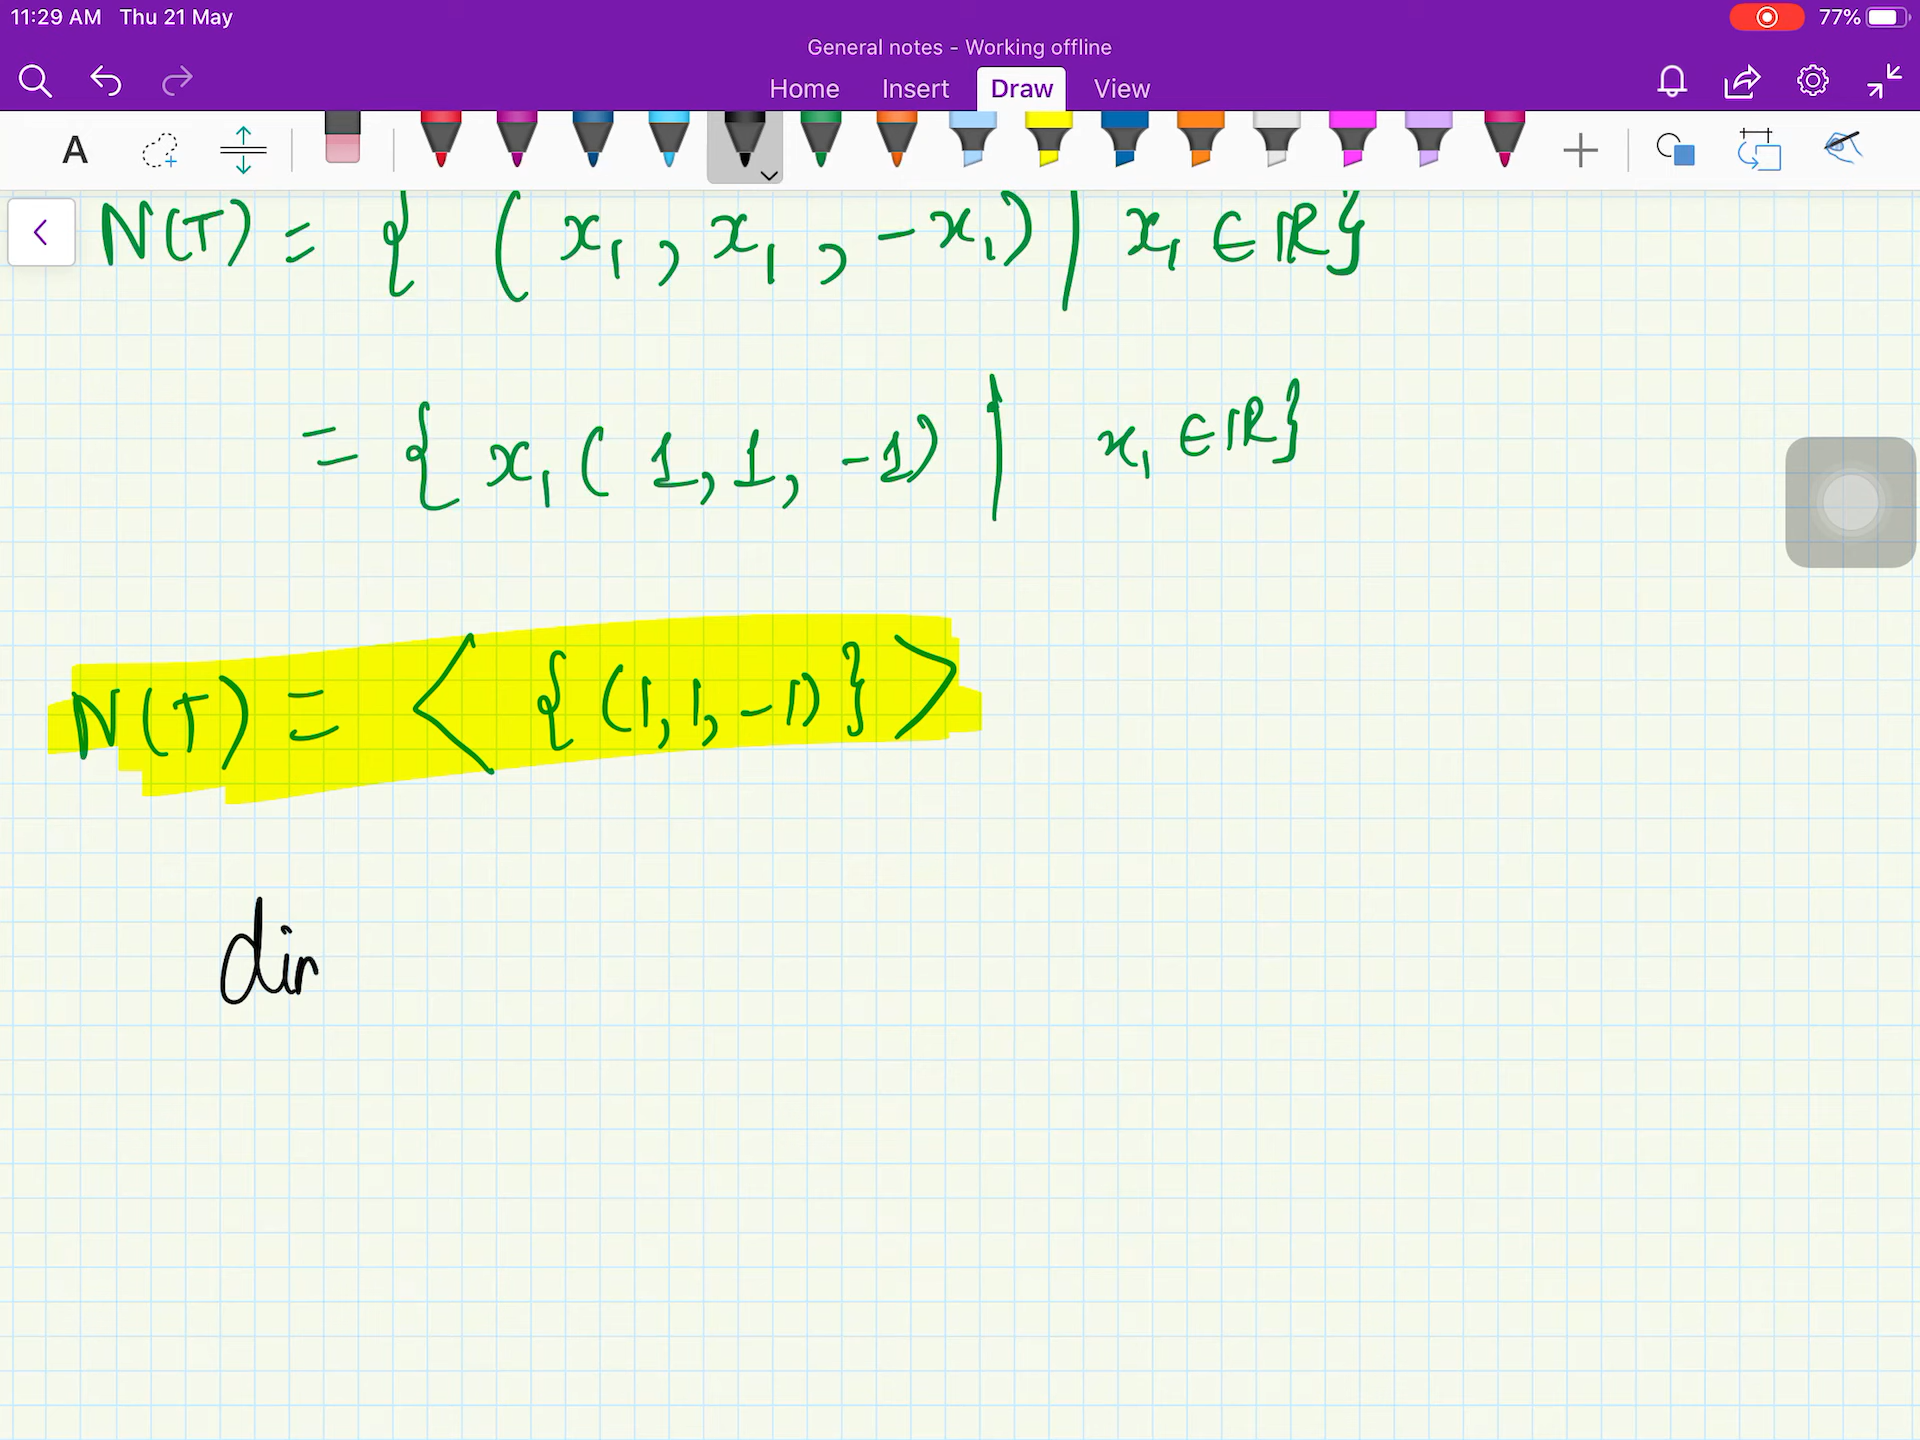 11:29 AM Thu 21 May
77%
General notes - Working offline
Home Insert Draw View
A
N(T) = { (x₁, x₁, -x₁) | x₁ ∈ ℝ}
= { x₁ (1, 1, -1) | x₁ ∈ ℝ}
N(T) = < { (1, 1, -1) } >
din